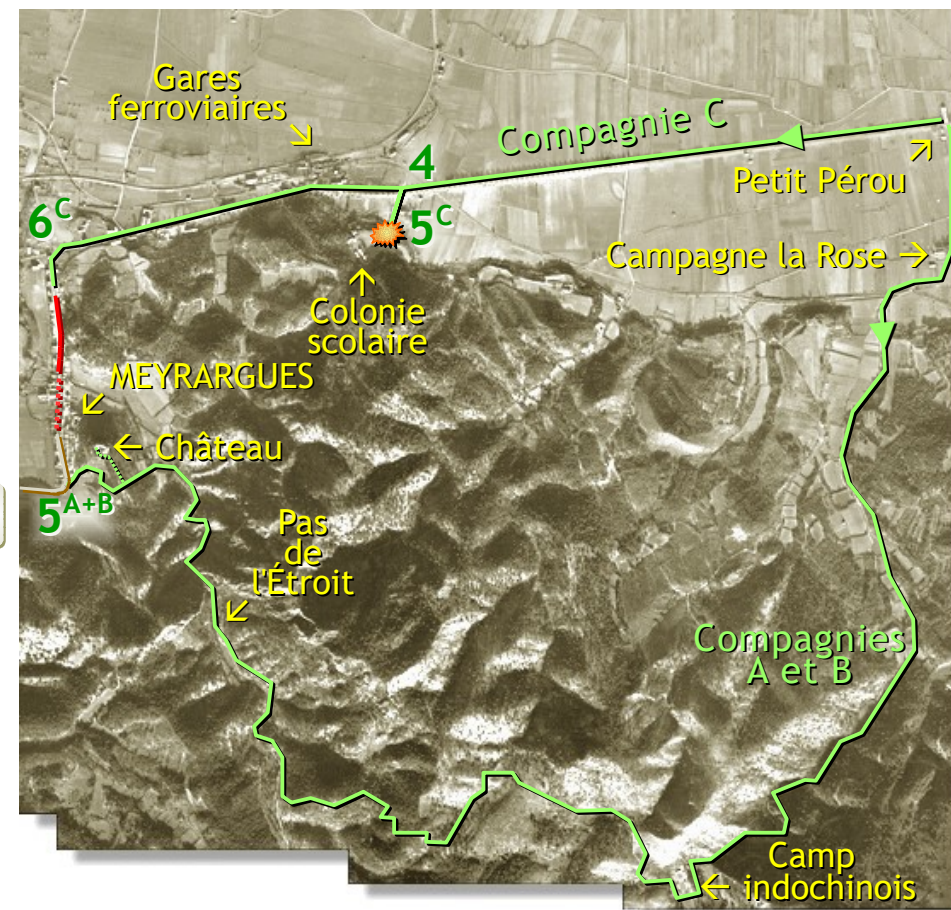 Gares
ferroviaires
Compagnie C
4
Petit Pérou
6C
5C
Campagne la Rose
Colonie
scolaire
MEYRARGUES
Château
5A+B
Pas
de
l'Étroit
Compagnies
A et B
Camp
indochinois